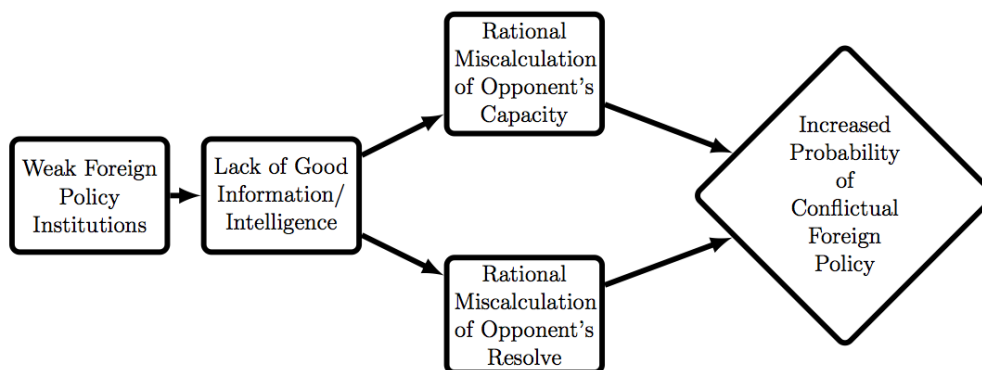 Weak Foreign
Policy
Institutions
Lack of Good
Information/
Intelligence
Rational
Miscalculation
of Opponent's
Capacity
Rational
Miscalculation
of Opponent's
Resolve
Increased
Probability
of
Conflictual
Foreign
Policy